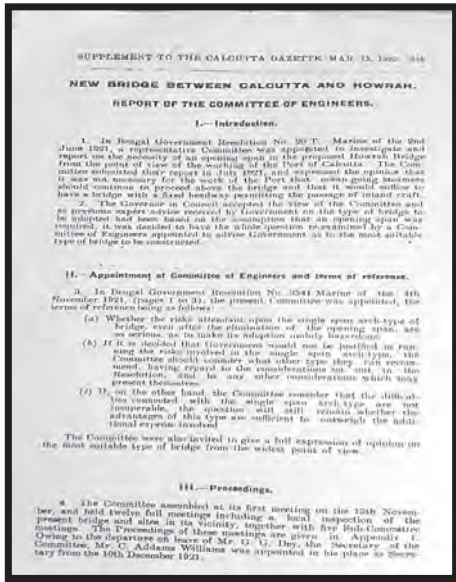 SUPPLEMENT TO THE CALCUTTA GAZETTE, MAR
NEW BRIDGE BETWEEN CALCUTTA AND HOWRAH.
REPORT OF THE COMMITTEE OF ENGINEERS.
I.—Introduction.
1. In Bengal Government Resolution No. Marine of the 2nd
June 1921, a representative Committee was appointed to investigate and
report on the necessity of an opening span in the proposed Howrah Bridge
from the point of view of the working of the Port of Calcutta. The Com-
mittee submitted their report in July 1921, and expressed the opinion that
it was not necessary for the work of the Port that ocean-going steamers
should continue to proceed above the bridge and that it would suffice to
have a bridge with a fixed headway permitting the passage of inland craft.
2. The Governor in Council accepted the view of the Committee and
as previous expert advice received by Government on the type of bridge to
be adopted had been based on the assumption that an opening span was
required, it was decided to have the whole question re-examined by a Com-
mittee of Engineers appointed to advise Government as to the most suitable
type of bridge to be constructed.
II.—Appointment of Committee of Engineers and terms of reference.
3. In Bengal Government Resolution No. Marine of the 4th
November 1921, (pages 1 to 3), the present Committee was appointed, the
terms of reference being as follows:
(a) Whether the risks attendant upon the single span arch-type of
bridge, even after the elimination of the opening span, are
so serious, as to make its adoption unduly hazardous.
(b) If it is decided that Government would not be justified in run-
ning the risks involved in the single span arch-type, the
Committee should consider what other type they can recom-
mend, having regard to the considerations set out in the
Resolution, and to any other considerations which may
present themselves.
(c) If, on the other hand, the Committee consider that the difficul-
ties connected with the single span arch-type are not
insuperable, the question will still remain whether the
advantages of this type are sufficient to outweigh the addi-
tional expense involved
The Committee were also invited to give a full expression of opinion on
the most suitable type of bridge from the widest point of view.
III.—Proceedings.
4. The Committee assembled at its first meeting on the 15th Novem-
ber, and held twelve full meetings including a local inspection of the
present bridge and sites in its vicinity, together with five Sub-Committee
meetings. The Proceedings of these meetings are given in Appendix I.
Owing to the departure on leave of Mr. G. G. Dey, the Secretary of the
Committee, Mr. C. Addams Williams was appointed in his place as Secre-
tary from the 10th December 1921.